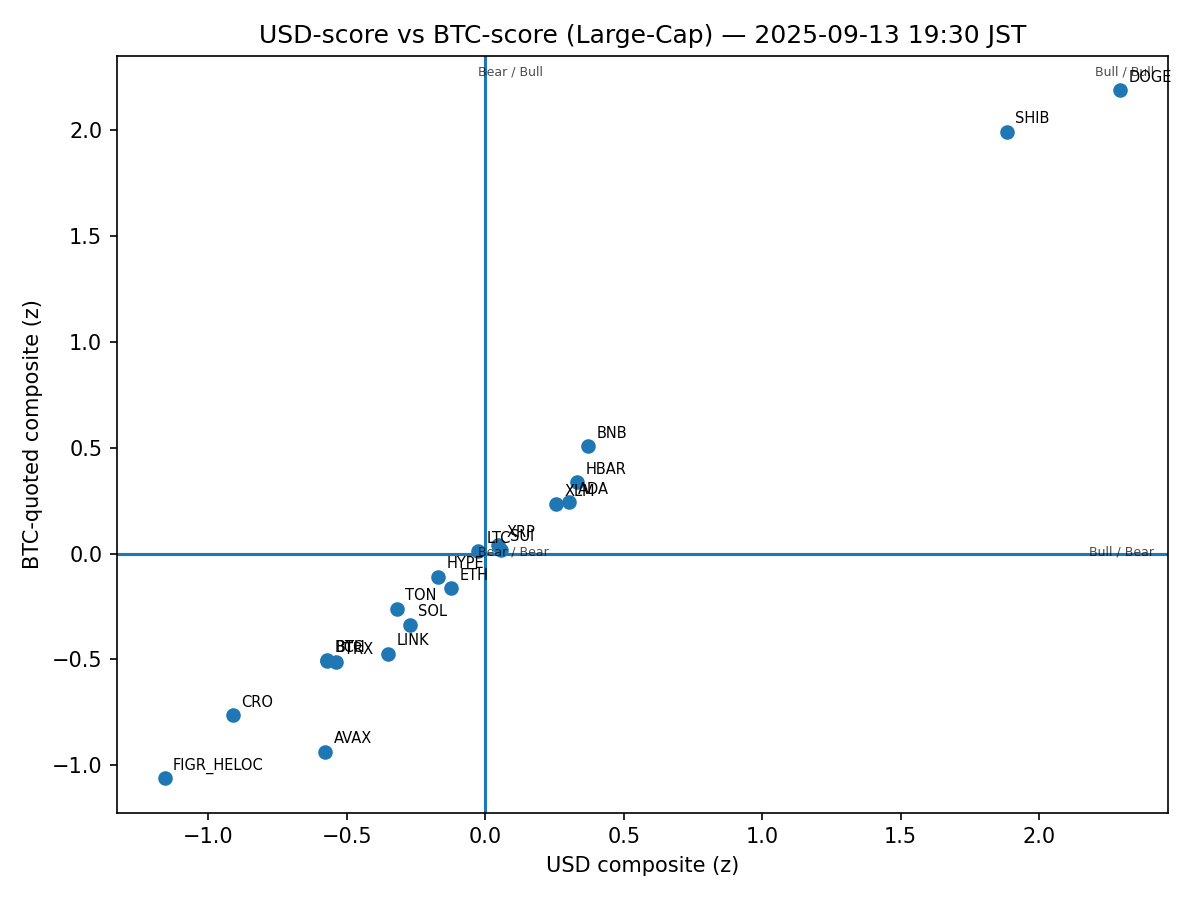 USD-score vs BTC-score (Large-Cap) — 2025-09-13 19:30 JST
Bear / Bull
Bull / Bull
DOGE
SHIB
2.0
1.5
1.0
BTC-quoted composite (z)
BNB
0.5
HBAR
XLM
ADA
XRP
LTC
SUI
0.0
Bear / Bear
Bull / Bear
HYPE
ETH
TON
SOL
LINK
BTC
TRX
−0.5
CRO
AVAX
FIGR_HELOC
−1.0
−1.0 −0.5 0.0 0.5 1.0 1.5 2.0
USD composite (z)